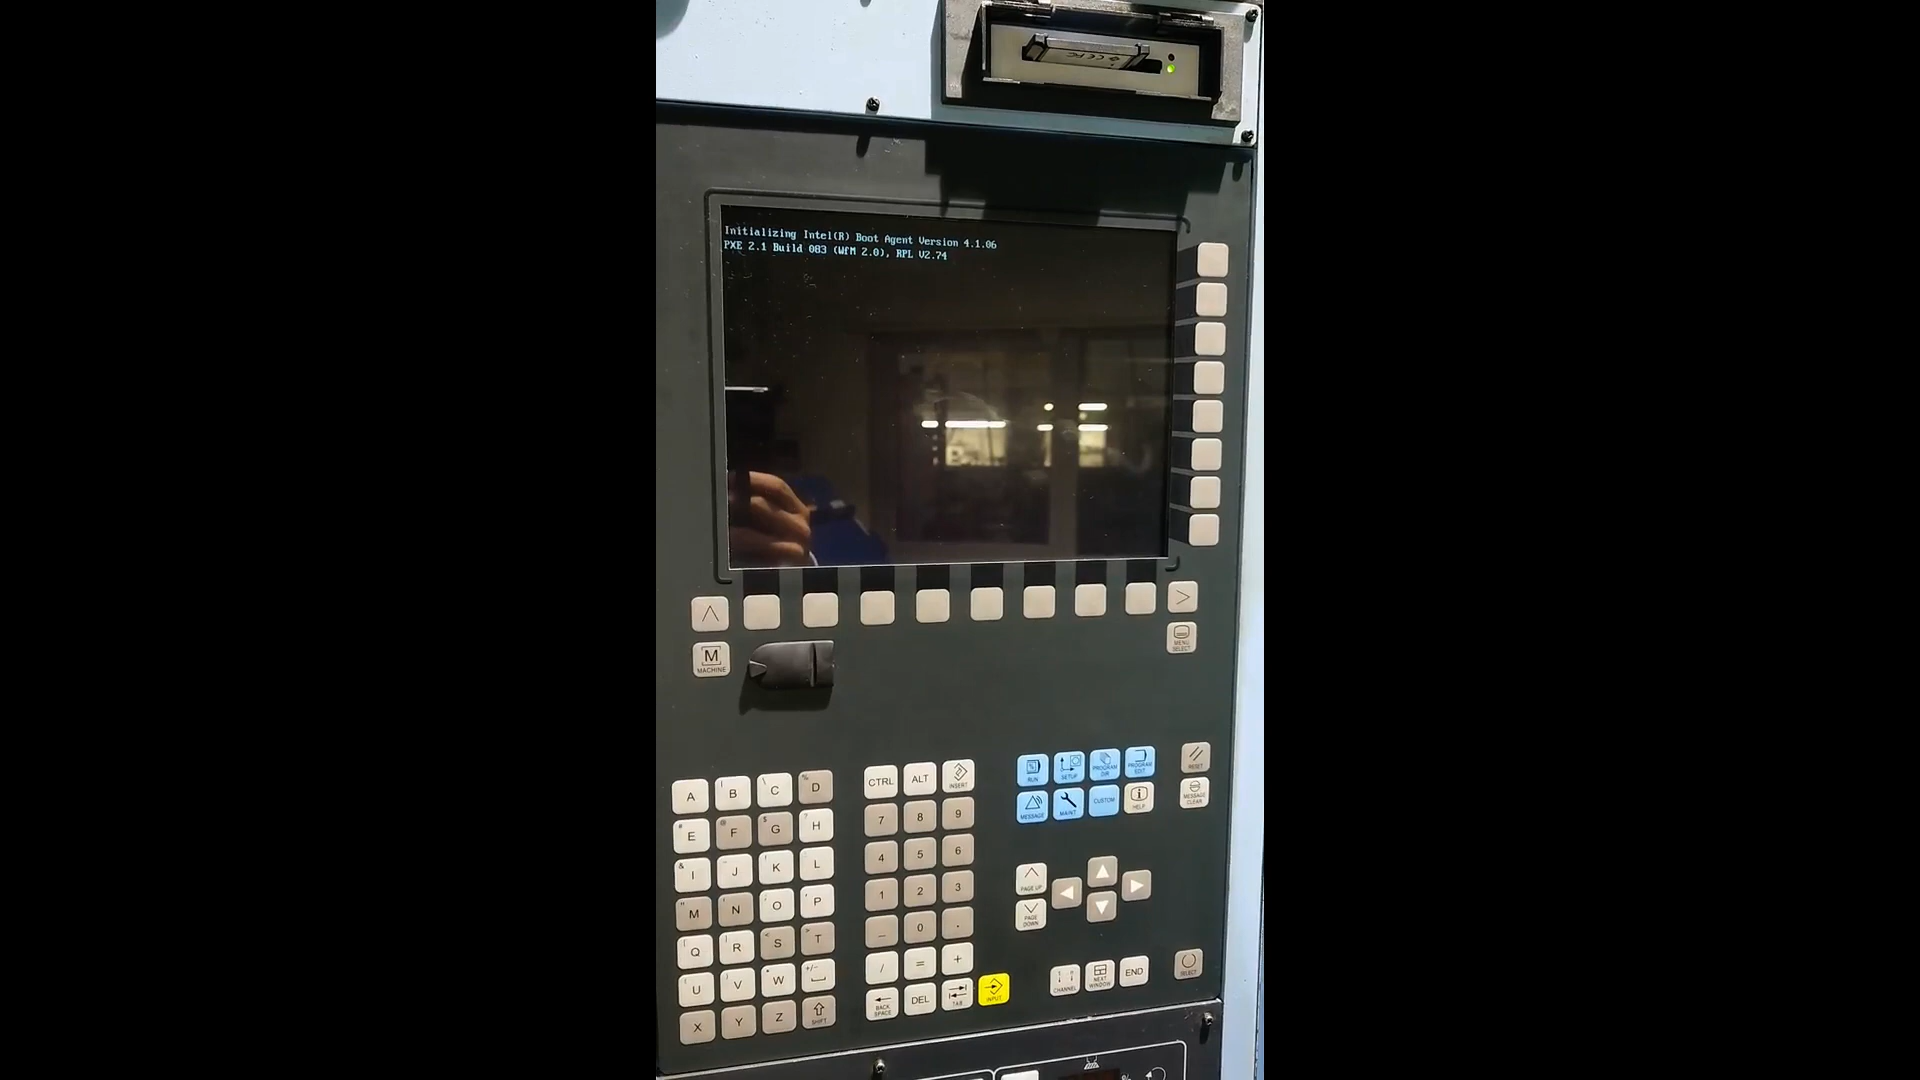 Initializing Intel(R) Boot Agent Version 4.1.06
PXE 2.1 Build 083 (WfM 2.0), RPL V2.74
M
MACHINE
MENU
SELECT
A B C D
E F G H
I J K L
M N O P
Q R S T
U V W
X Y Z SHIFT
CTRL ALT INSERT
7 8 9
4 5 6
1 2 3
_ 0 .
/ = +
BACK
SPACE
DEL TAB INPUT
RUN SETUP PROGRAM
DIR
PROGRAM
EDIT
MESSAGE MAINT CUSTOM HELP
RESET
MESSAGE
CLEAR
PAGE UP
PAGE
DOWN
CHANNEL NEXT
WINDOW
END
SELECT
%